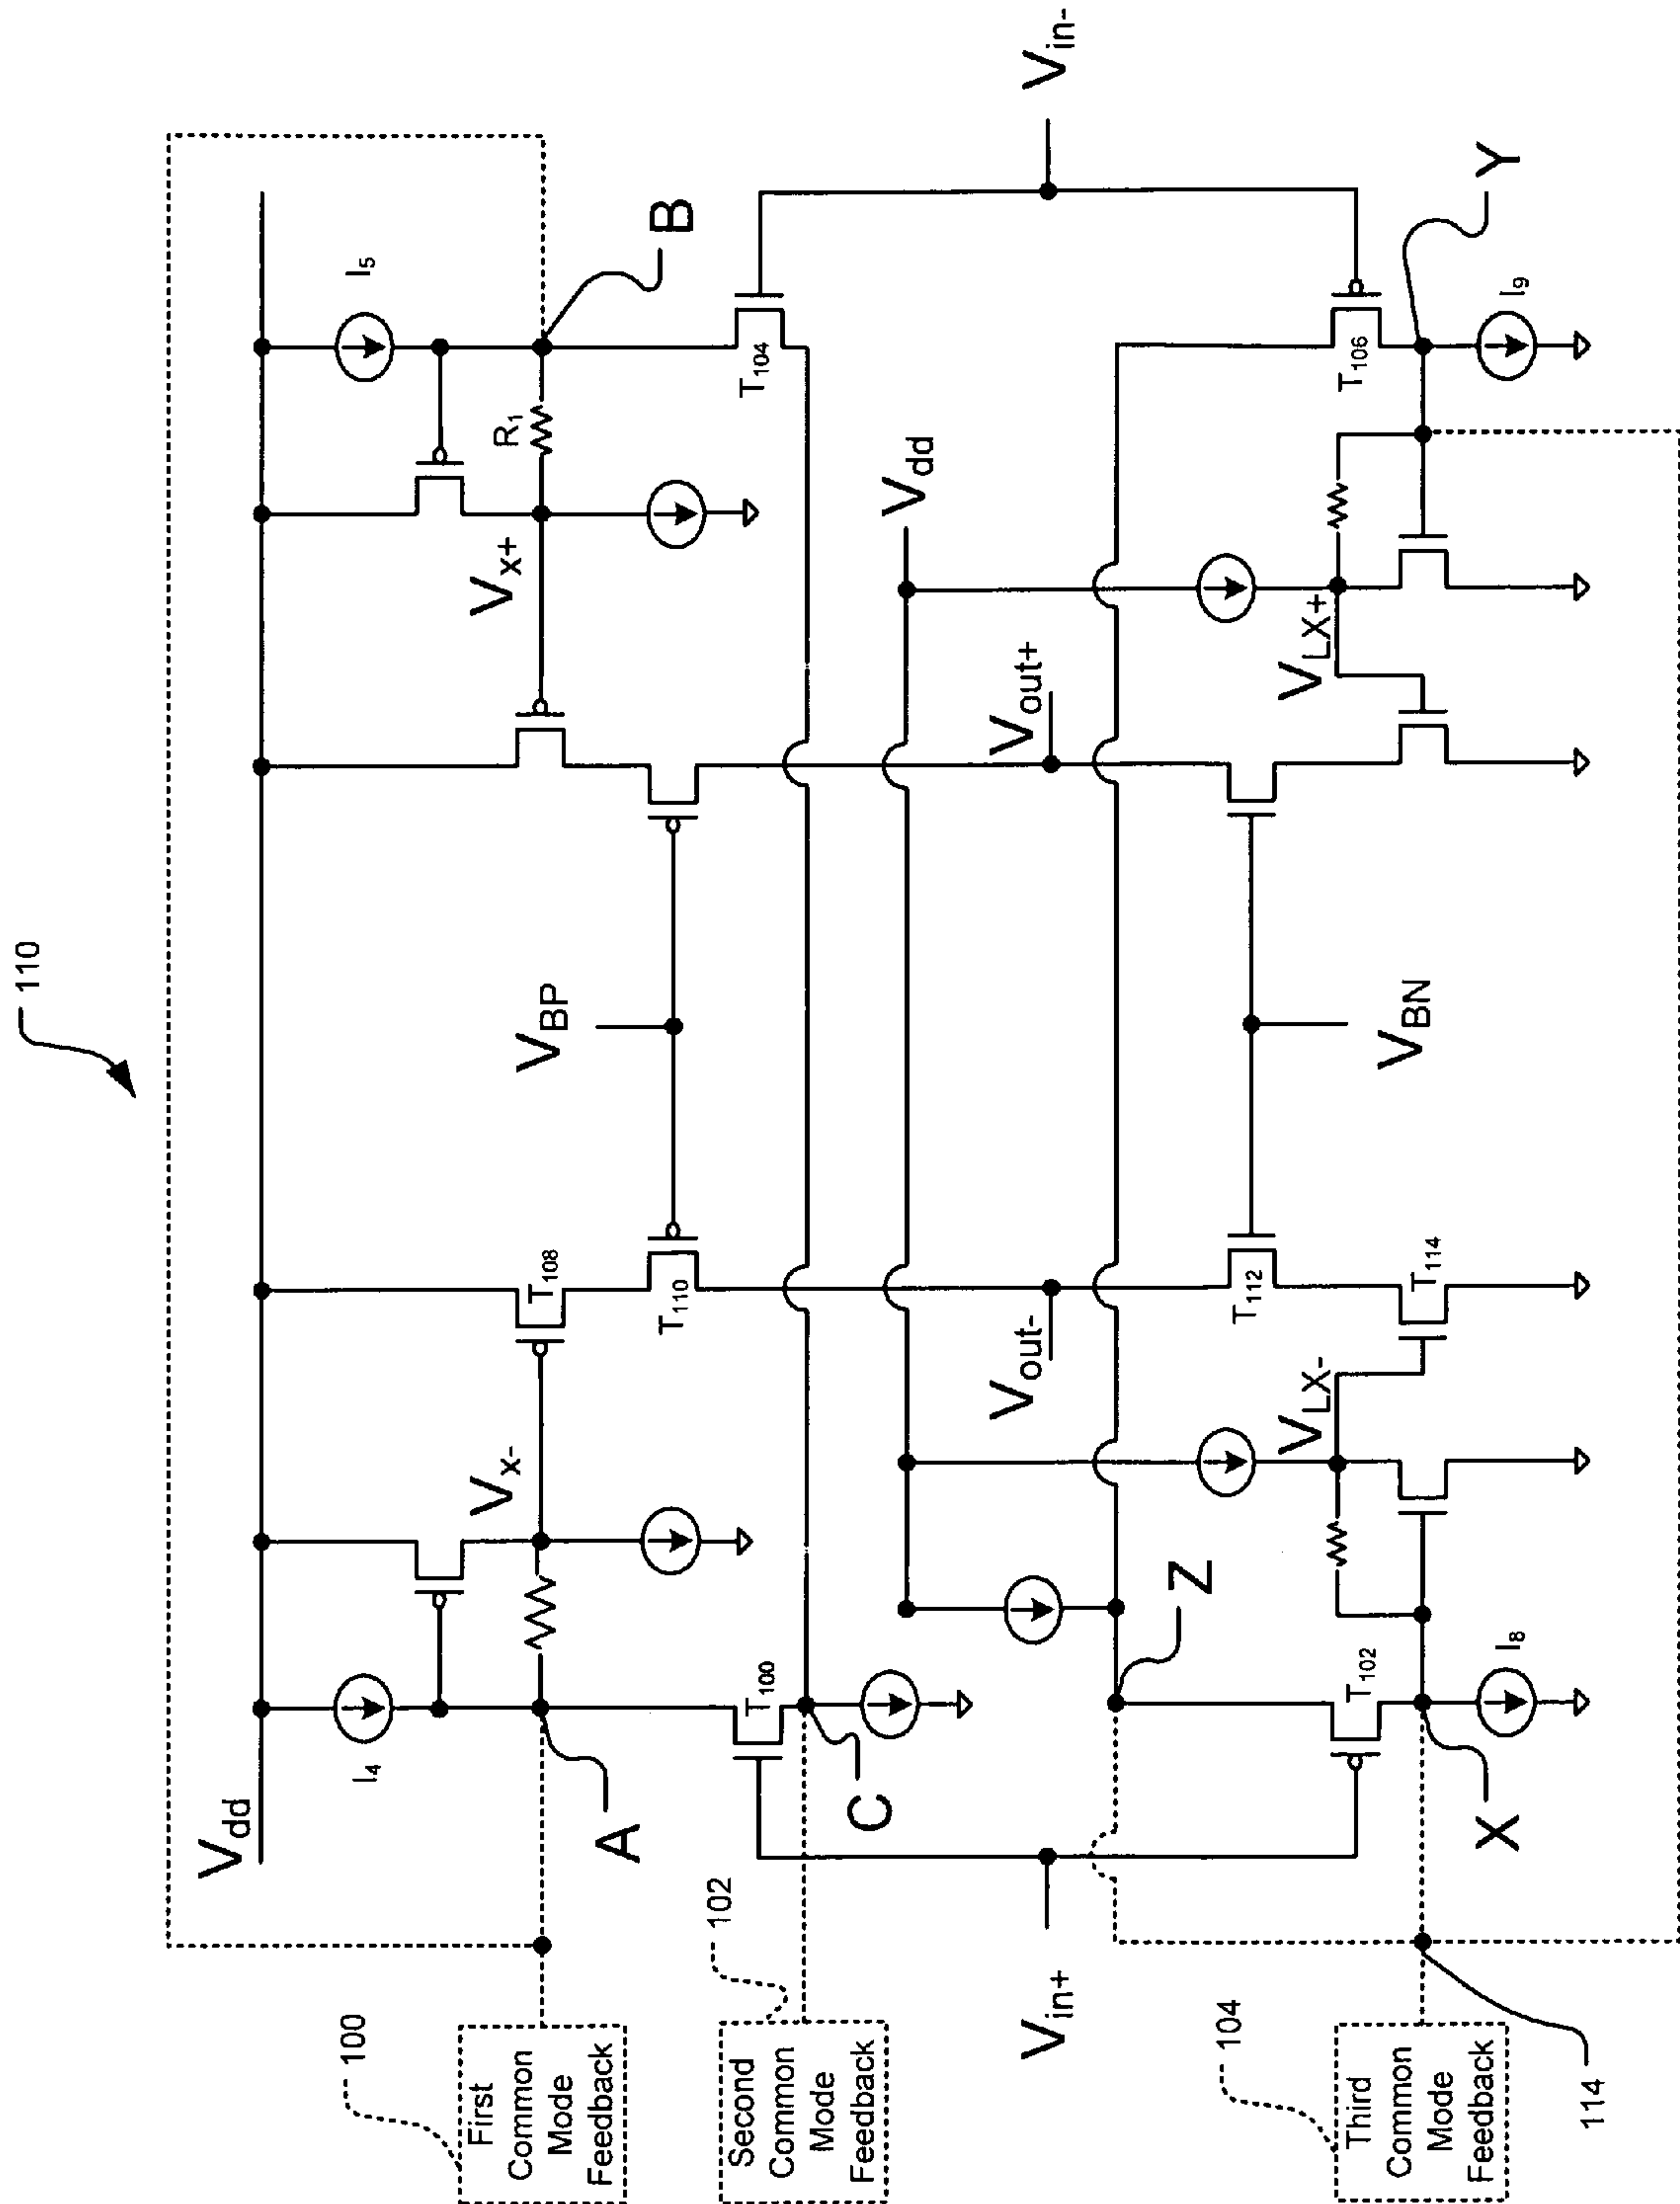 110
V_dd
I_4
I_5
T_108
V_BP
V_x-
V_x+
R_1
A
B
T_110
T_100
T_104
C
100
First
Common
Mode
Feedback
102
Second
Common
Mode
Feedback
V_dd
V_in+
V_in-
V_out-
V_out+
Z
T_112
V_LX-
V_LX+
T_102
T_106
T_114
V_BN
X
Y
I_8
I_9
104
Third
Common
Mode
Feedback
114